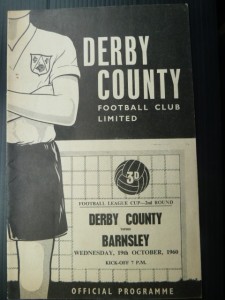 DERBY
COUNTY
FOOTBALL CLUB
LIMITED
3D
FOOTBALL LEAGUE CUP—2nd ROUND
DERBY COUNTY
versus
BARNSLEY
WEDNESDAY, 19th OCTOBER, 1960
KICK-OFF 7 P.M.
OFFICIAL PROGRAMME